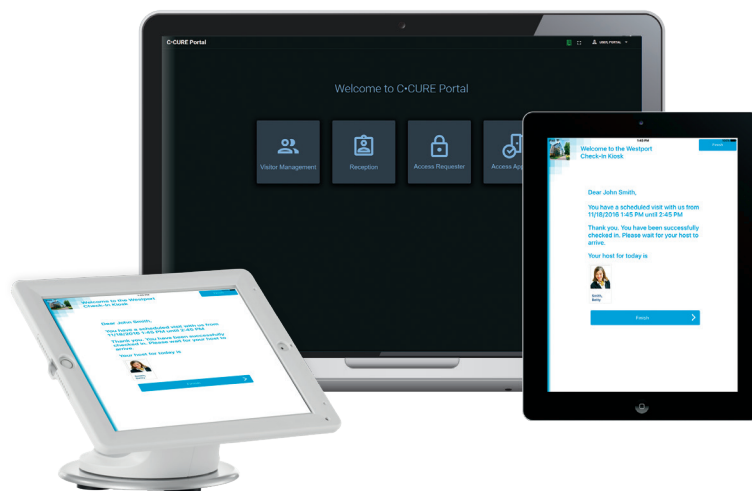 C•CURE Portal
Welcome to C•CURE Portal
Visitor Management
Reception
Access Requester
Access App
1:45 PM
Welcome to the Westport
Check-In Kiosk
Finish
Dear John Smith,
You have a scheduled visit with us from
11/18/2016 1:45 PM until 2:45 PM
Thank you. You have been successfully
checked in. Please wait for your host to
arrive.
Your host for today is
Smith,
Finish
Welcome to the Westport
Check-In Kiosk
Dear John Smith,
You have a scheduled visit with us from
11/18/2016 1:45 PM until 2:45 PM
Thank you. You have been successfully
checked in. Please wait for your host to
arrive.
Your host for today is